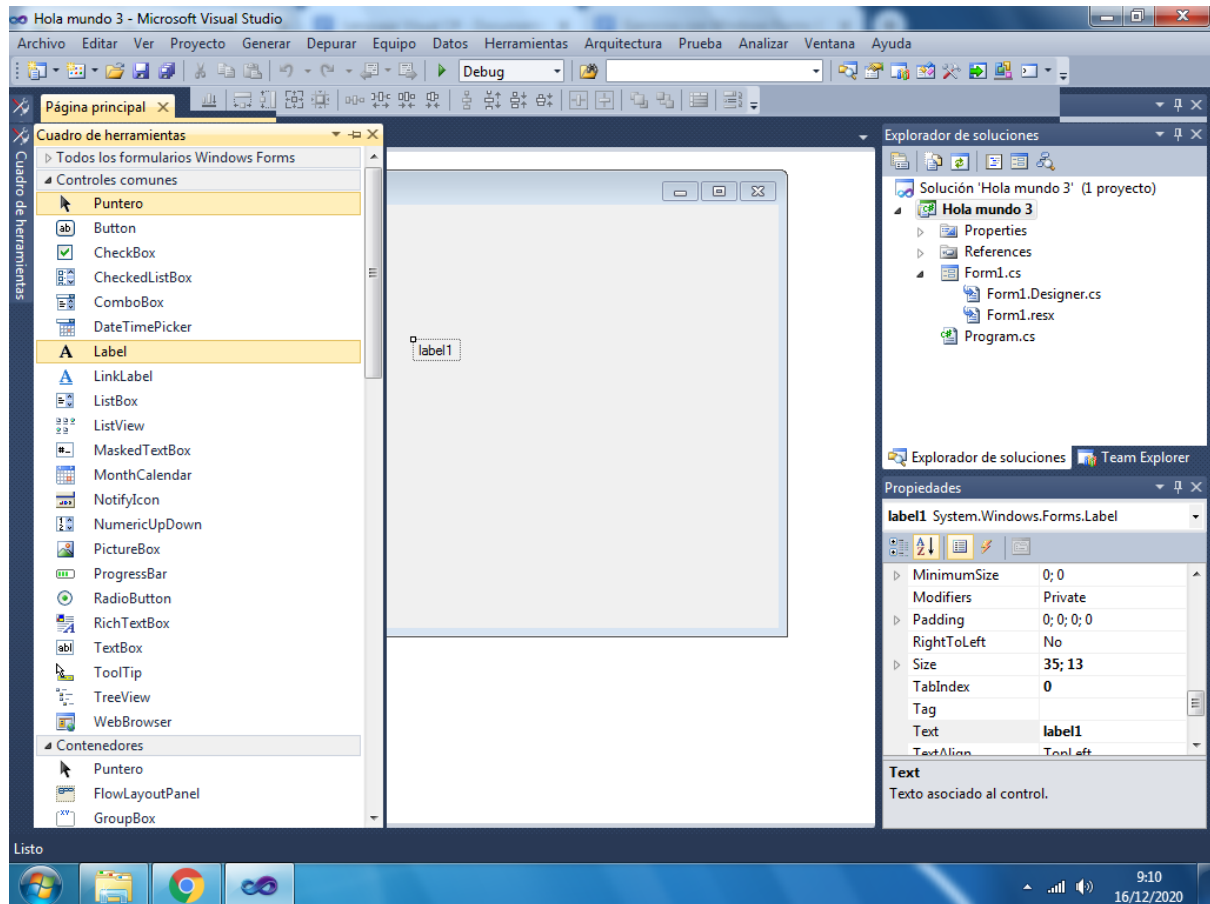 Hola mundo 3 - Microsoft Visual Studio
Archivo Editar Ver Proyecto Generar Depurar Equipo Datos Herramientas Arquitectura Prueba Analizar Ventana Ayuda
Debug
Página principal
Cuadro de herramientas
Cuadro de herramientas
Todos los formularios Windows Forms
Controles comunes
Puntero
Button
CheckBox
CheckedListBox
ComboBox
DateTimePicker
Label
LinkLabel
ListBox
ListView
MaskedTextBox
MonthCalendar
NotifyIcon
NumericUpDown
PictureBox
ProgressBar
RadioButton
RichTextBox
TextBox
ToolTip
TreeView
WebBrowser
Contenedores
Puntero
FlowLayoutPanel
GroupBox
label1
Explorador de soluciones
Solución 'Hola mundo 3' (1 proyecto)
Hola mundo 3
Properties
References
Form1.cs
Form1.Designer.cs
Form1.resx
Program.cs
Explorador de soluciones Team Explorer
Propiedades
label1 System.Windows.Forms.Label
MinimumSize 0; 0
Modifiers Private
Padding 0; 0; 0; 0
RightToLeft No
Size 35; 13
TabIndex 0
Tag
Text label1
TextAlign TopLeft
Text
Texto asociado al control.
Listo
9:10
16/12/2020